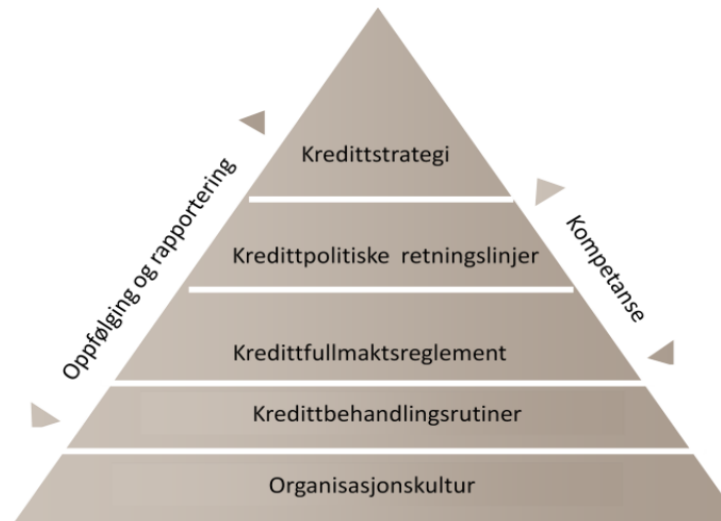 Kredittstrategi
Kredittpolitiske retningslinjer
Kredittfullmaktsreglement
Kredittbehandlingsrutiner
Organisasjonskultur
Oppfølging og rapportering
Kompetanse